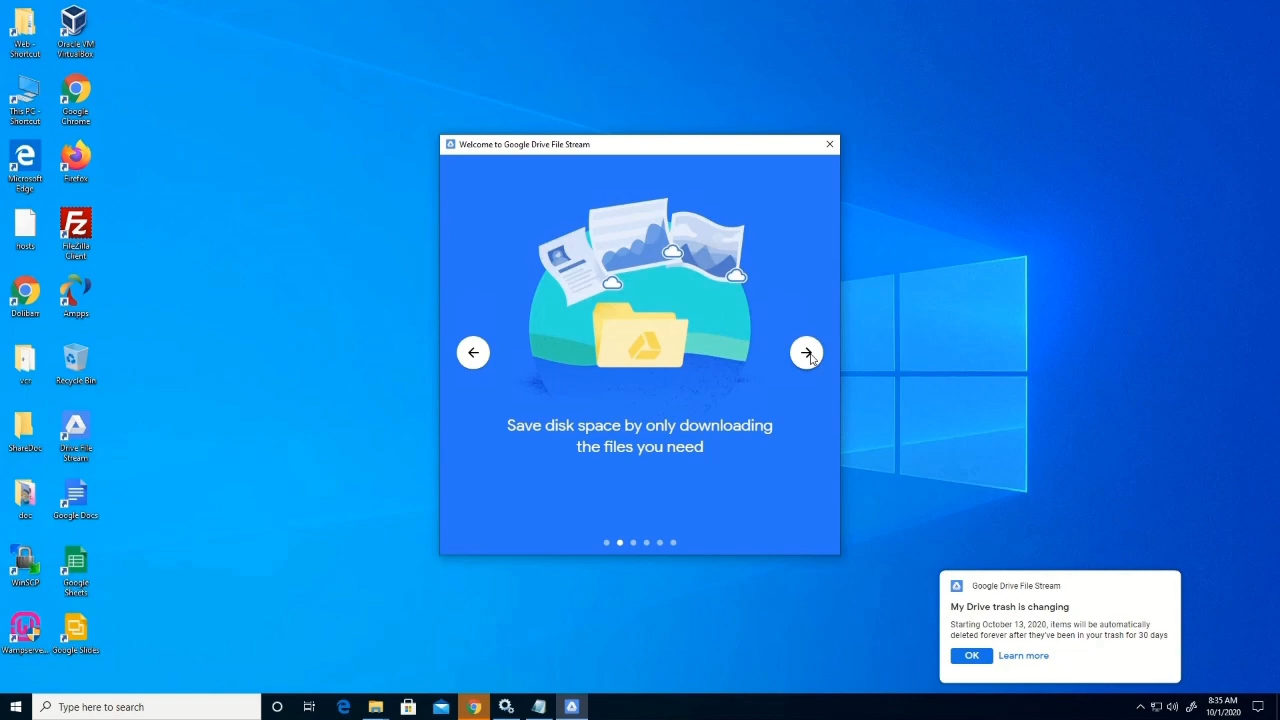 Web -
Shortcut
Oracle VM
VirtualBox
This PC -
Shortcut
Google
Chrome
Microsoft
Edge
Firefox
hosts
FileZilla
Client
Dolibarr
Ampps
vcr
Recycle Bin
ShareDoc
Drive File
Stream
doc
Google Docs
WinSCP
Google
Sheets
Wampserve...
Google Slides
Welcome to Google Drive File Stream
Save disk space by only downloading
the files you need
Google Drive File Stream
My Drive trash is changing
Starting October 13, 2020, items will be automatically
deleted forever after they've been in your trash for 30 days
OK Learn more
Type here to search
8:35 AM
10/1/2020